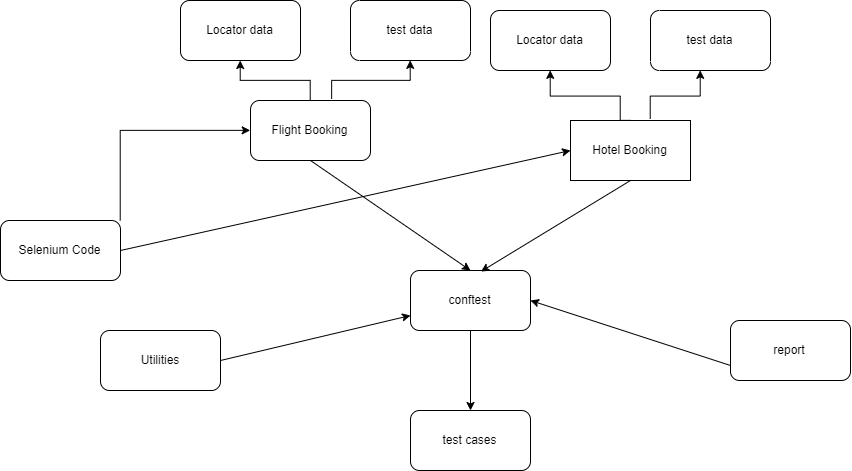 Locator data
test data
Locator data
test data
Flight Booking
Hotel Booking
Selenium Code
conftest
Utilities
report
test cases